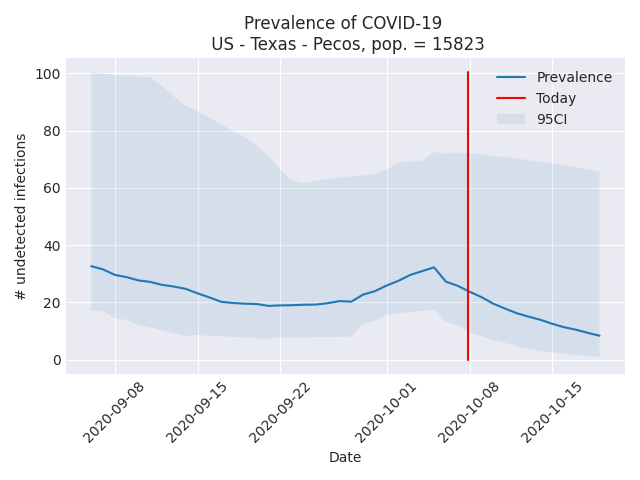 Prevalence of COVID-19
US - Texas - Pecos, pop. = 15823
Prevalence
Today
95CI
# undetected infections
100
80
60
40
20
0
2020-09-08
2020-09-15
2020-09-22
2020-10-01
2020-10-08
2020-10-15
Date